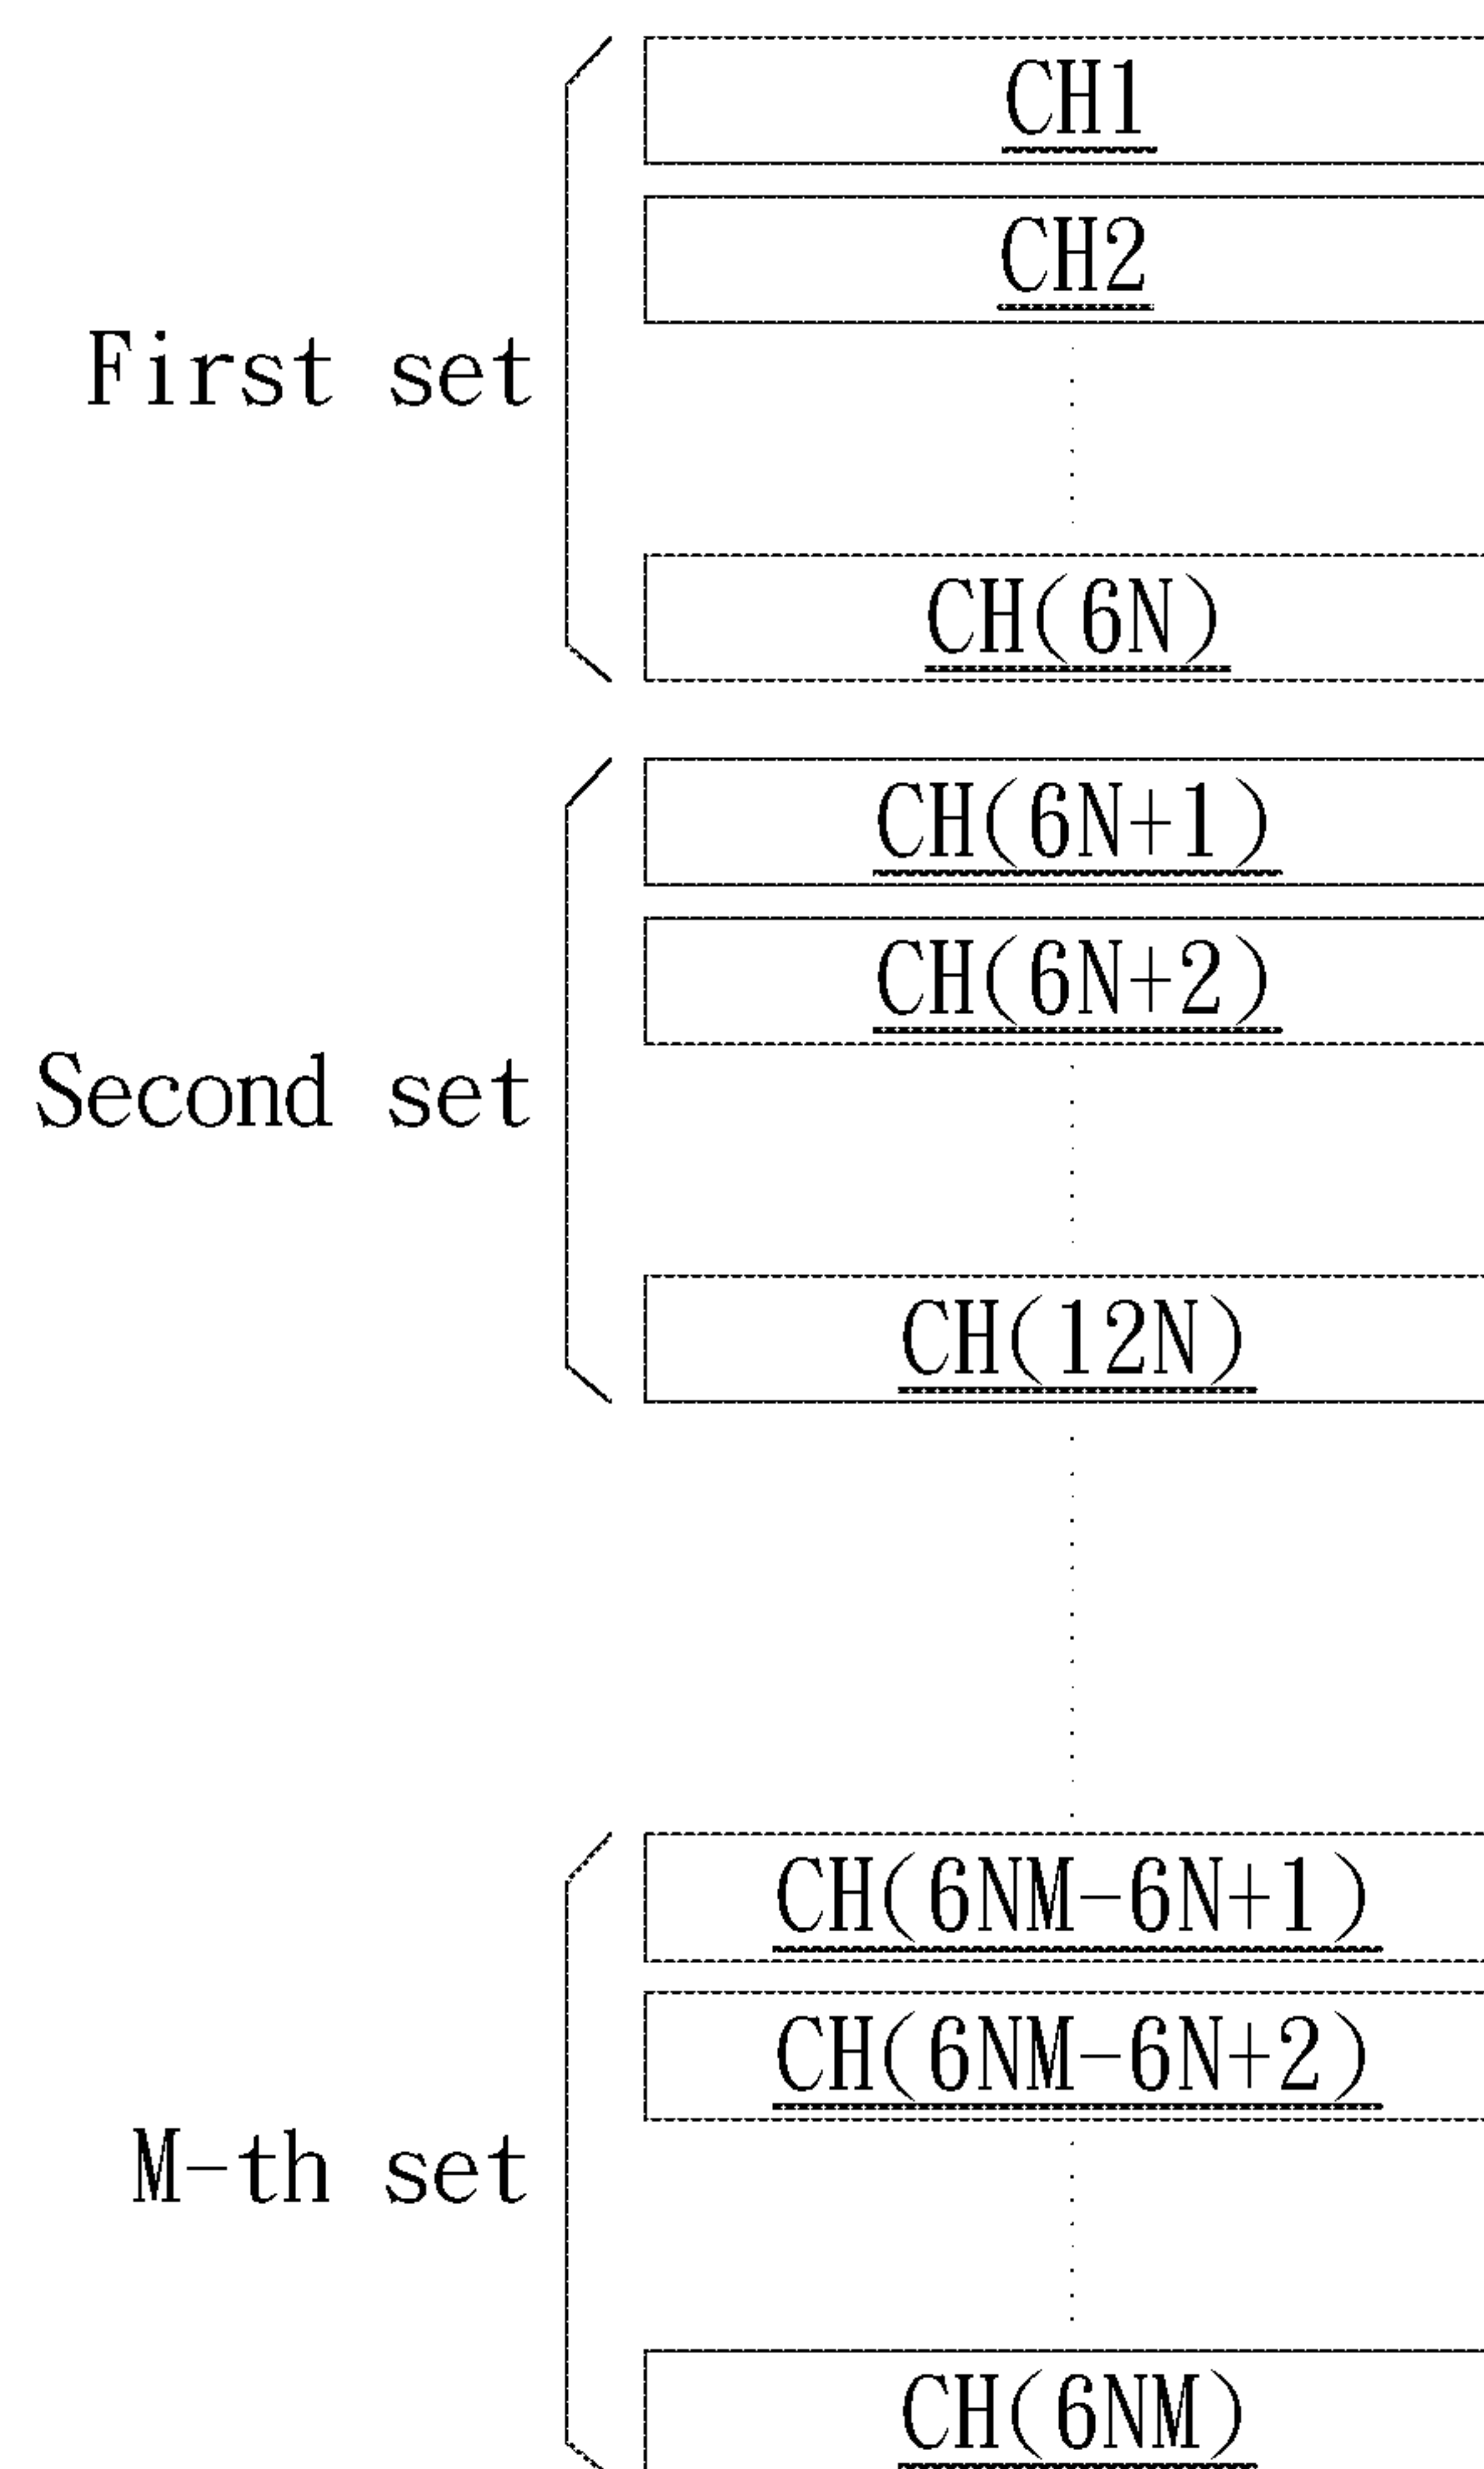 CH1
CH2
First set
CH(6N)
CH(6N+1)
CH(6N+2)
Second set
CH(12N)
CH(6NM-6N+1)
CH(6NM-6N+2)
M-th set
CH(6NM)